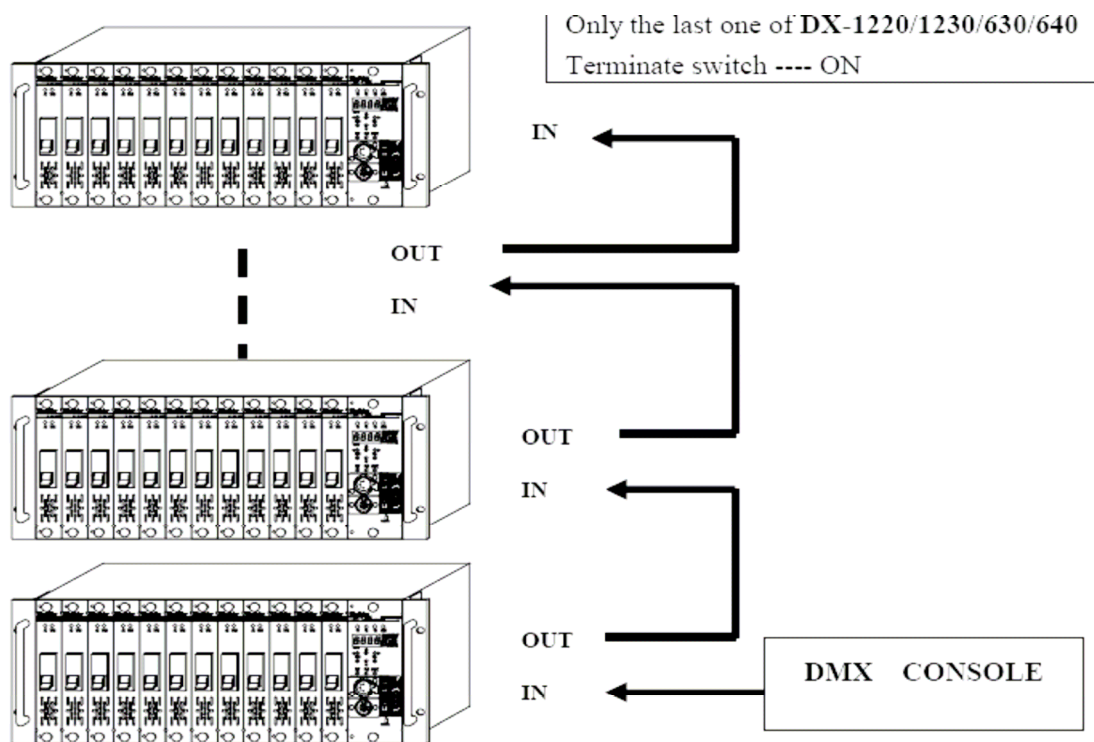 Only the last one of DX-1220/1230/630/640
Terminate switch ---- ON
IN
OUT
IN
OUT
IN
OUT
DMX CONSOLE
IN